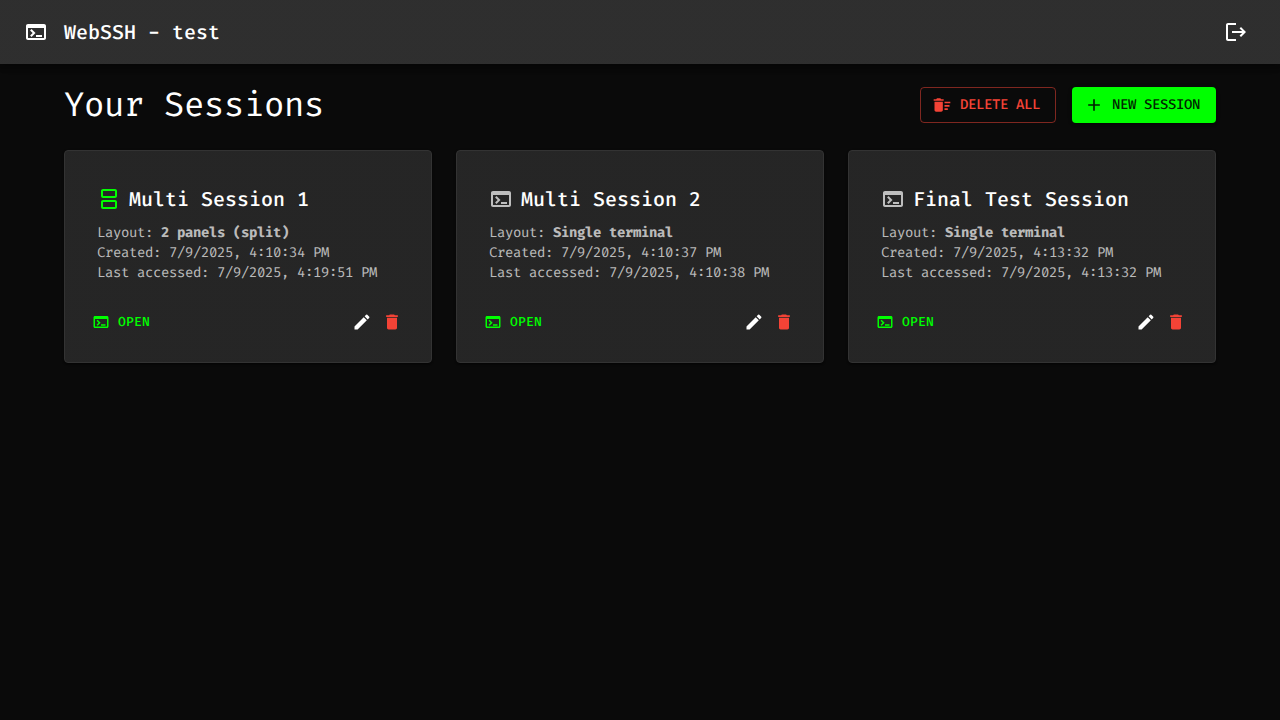 WebSSH - test
Your Sessions
DELETE ALL
NEW SESSION
Multi Session 1
Layout: 2 panels (split)
Created: 7/9/2025, 4:10:34 PM
Last accessed: 7/9/2025, 4:19:51 PM
OPEN
Multi Session 2
Layout: Single terminal
Created: 7/9/2025, 4:10:37 PM
Last accessed: 7/9/2025, 4:10:38 PM
OPEN
Final Test Session
Layout: Single terminal
Created: 7/9/2025, 4:13:32 PM
Last accessed: 7/9/2025, 4:13:32 PM
OPEN